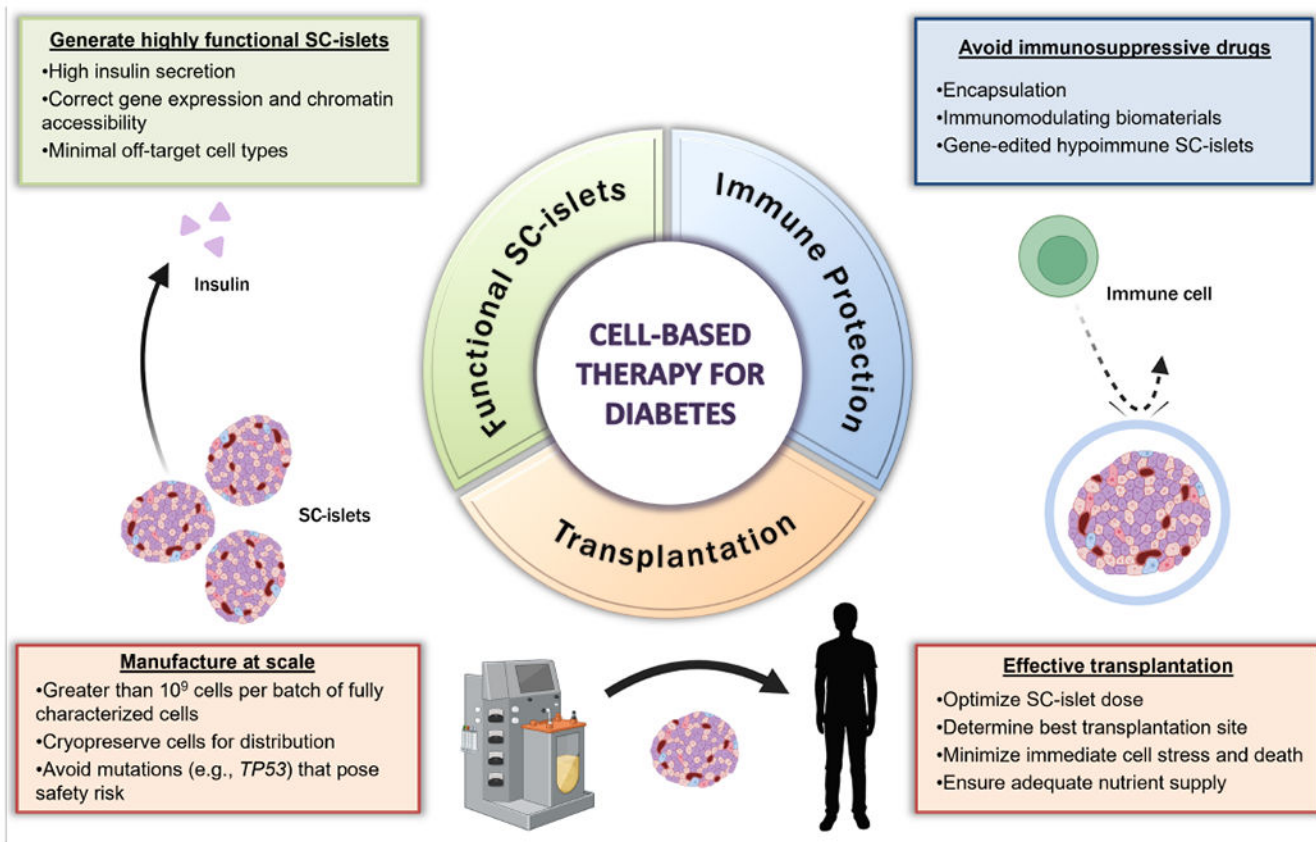 Generate highly functional SC-islets
•High insulin secretion
•Correct gene expression and chromatin
accessibility
•Minimal off-target cell types
Avoid immunosuppressive drugs
•Encapsulation
•Immunomodulating biomaterials
•Gene-edited hypoimmune SC-islets
Functional SC-islets
Immune Protection
Transplantation
CELL-BASED
THERAPY FOR
DIABETES
Insulin
SC-islets
Immune cell
Manufacture at scale
•Greater than 10⁹ cells per batch of fully
characterized cells
•Cryopreserve cells for distribution
•Avoid mutations (e.g., TP53) that pose
safety risk
Effective transplantation
•Optimize SC-islet dose
•Determine best transplantation site
•Minimize immediate cell stress and death
•Ensure adequate nutrient supply